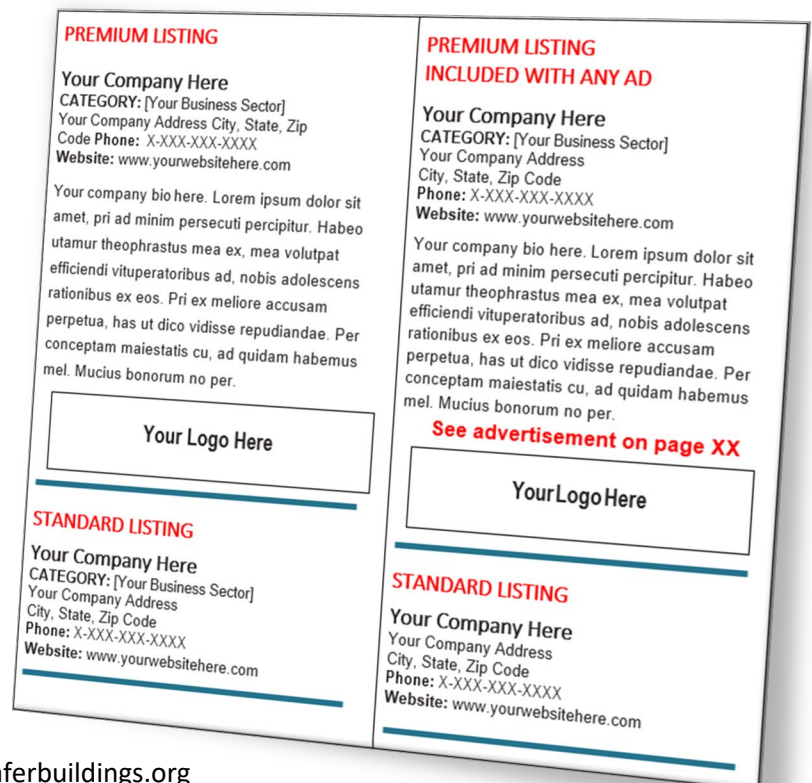 PREMIUM LISTING
Your Company Here
CATEGORY: [Your Business Sector]
Your Company Address City, State, Zip
Code Phone: X-XXX-XXX-XXXX
Website: www.yourwebsitehere.com
Your company bio here. Lorem ipsum dolor sit
amet, pri ad minim persecuti percipitur. Habeo
utamur theophrastus mea ex, mea volutpat
efficiendi vituperatoribus ad, nobis adolescens
rationibus ex eos. Pri ex meliore accusam
perpetua, has ut dico vidisse repudiandae. Per
conceptam maiestatis cu, ad quidam habemus
mel. Mucius bonorum no per.
Your Logo Here
STANDARD LISTING
Your Company Here
CATEGORY: [Your Business Sector]
Your Company Address
City, State, Zip Code
Phone: X-XXX-XXX-XXXX
Website: www.yourwebsitehere.com
PREMIUM LISTING
INCLUDED WITH ANY AD
Your Company Here
CATEGORY: [Your Business Sector]
Your Company Address
City, State, Zip Code
Phone: X-XXX-XXX-XXXX
Website: www.yourwebsitehere.com
Your company bio here. Lorem ipsum dolor sit
amet, pri ad minim persecuti percipitur. Habeo
utamur theophrastus mea ex, mea volutpat
efficiendi vituperatoribus ad, nobis adolescens
rationibus ex eos. Pri ex meliore accusam
perpetua, has ut dico vidisse repudiandae. Per
conceptam maiestatis cu, ad quidam habemus
mel. Mucius bonorum no per.
See advertisement on page XX
Your Logo Here
STANDARD LISTING
Your Company Here
Your Company Address
City, State, Zip Code
Phone: X-XXX-XXX-XXXX
Website: www.yourwebsitehere.com